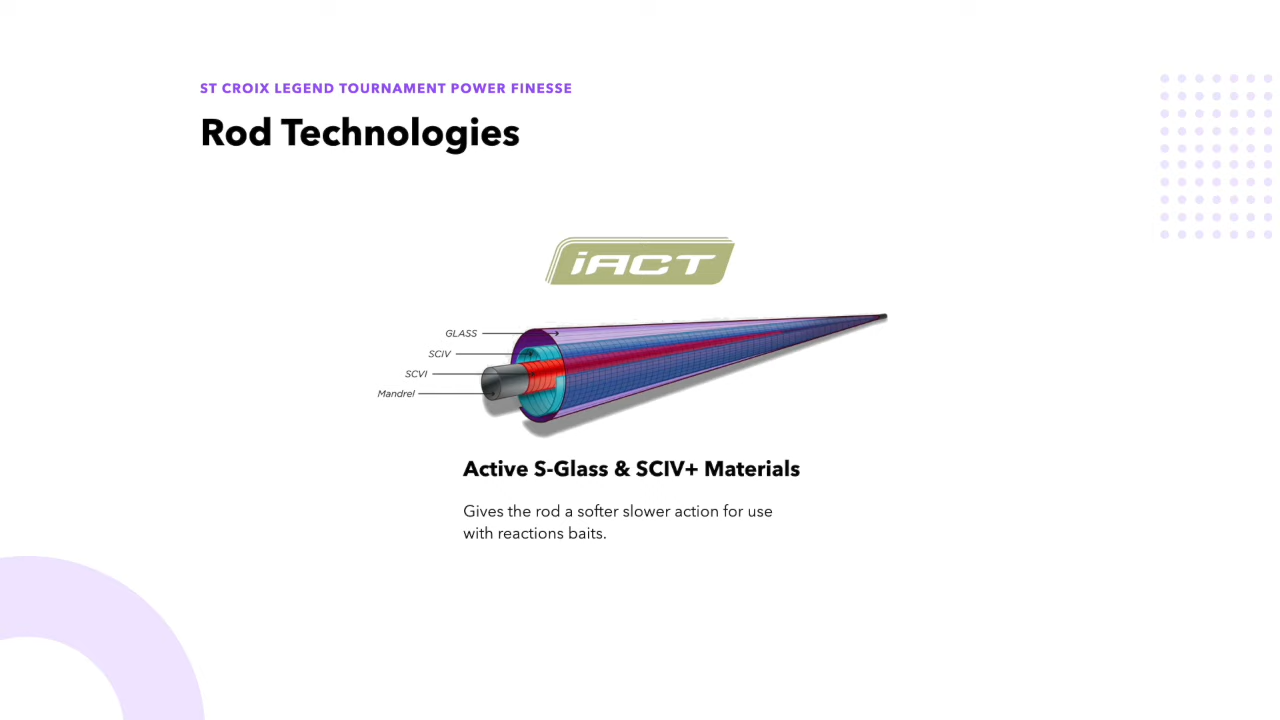 ST CROIX LEGEND TOURNAMENT POWER FINESSE
Rod Technologies
iACT
GLASS
SCIV
SCVI
Mandrel
Active S-Glass & SCIV+ Materials
Gives the rod a softer slower action for use
with reactions baits.